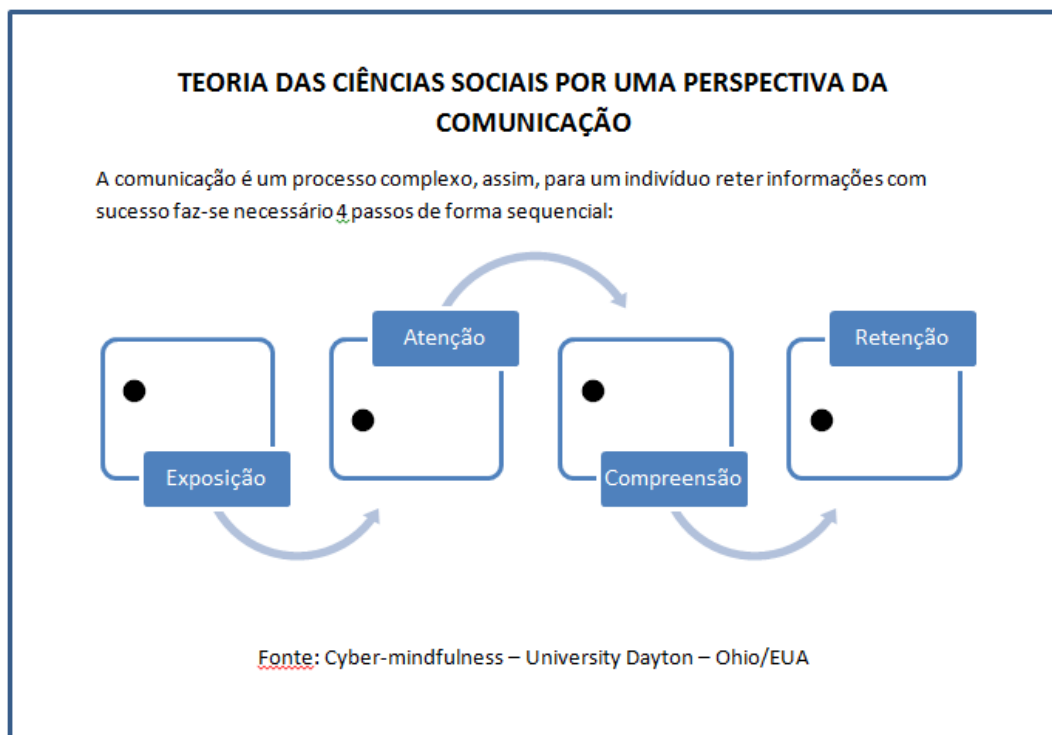 TEORIA DAS CIÊNCIAS SOCIAIS POR UMA PERSPECTIVA DA
COMUNICAÇÃO
A comunicação é um processo complexo, assim, para um indivíduo reter informações com
sucesso faz-se necessário 4 passos de forma sequencial:
Exposição
Atenção
Compreensão
Retenção
Fonte: Cyber-mindfulness – University Dayton – Ohio/EUA